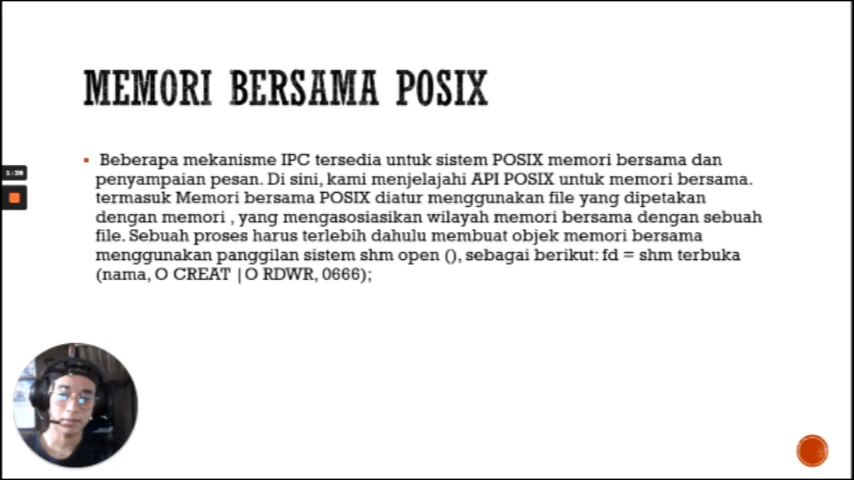 MEMORI BERSAMA POSIX
Beberapa mekanisme IPC tersedia untuk sistem POSIX memori bersama dan
penyampaian pesan. Di sini, kami menjelajahi API POSIX untuk memori bersama.
termasuk Memori bersama POSIX diatur menggunakan file yang dipetakan
dengan memori , yang mengasosiasikan wilayah memori bersama dengan sebuah
file. Sebuah proses harus terlebih dahulu membuat objek memori bersama
menggunakan panggilan sistem shm open (), sebagai berikut: fd = shm terbuka
(nama, O CREAT | O RDWR, 0666);
1:26